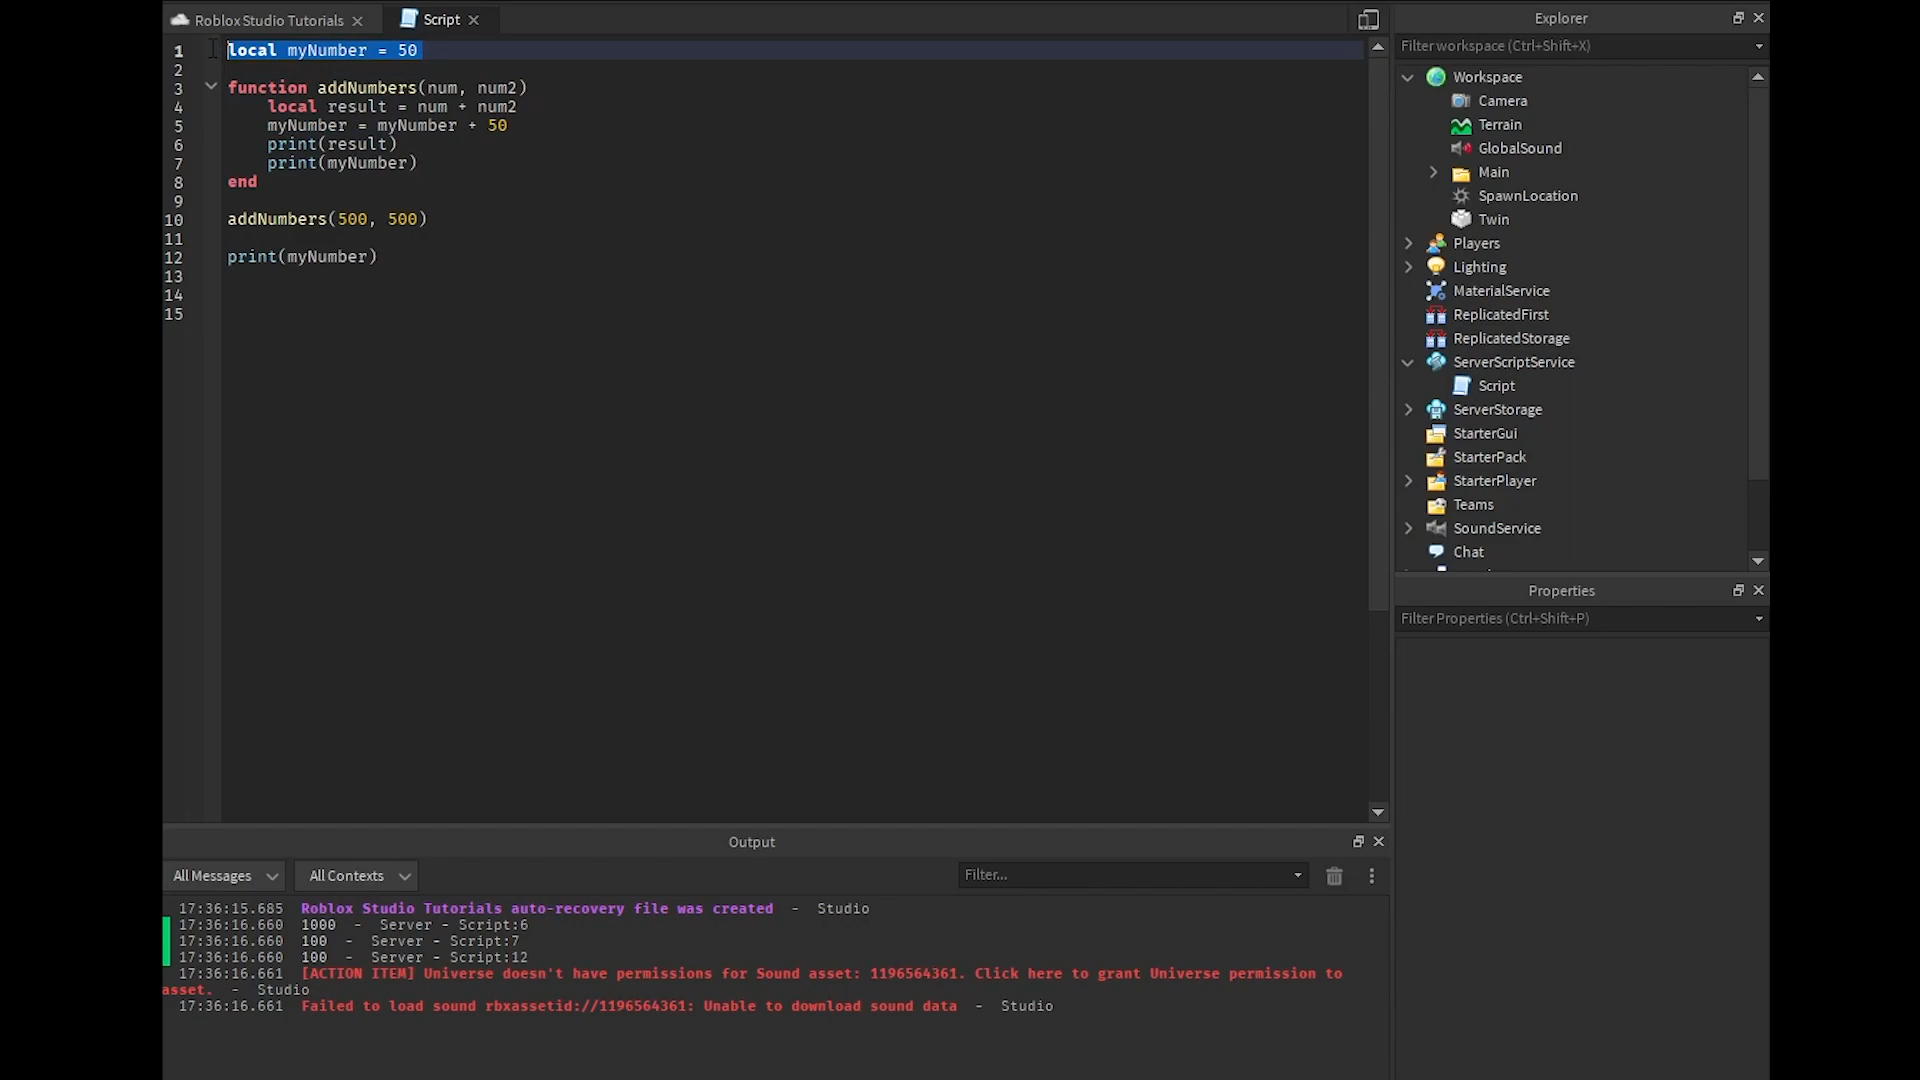 Roblox Studio Tutorials
Script
1 local myNumber = 50
2
3 function addNumbers(num, num2)
4 local result = num + num2
5 myNumber = myNumber + 50
6 print(result)
7 print(myNumber)
8 end
9
10 addNumbers(500, 500)
11
12 print(myNumber)
13
14
15
Explorer
Filter workspace (Ctrl+Shift+X)
Workspace
Camera
Terrain
GlobalSound
Main
SpawnLocation
Twin
Players
Lighting
MaterialService
ReplicatedFirst
ReplicatedStorage
ServerScriptService
Script
ServerStorage
StarterGui
StarterPack
StarterPlayer
Teams
SoundService
Chat
Properties
Filter Properties (Ctrl+Shift+P)
Output
All Messages All Contexts Filter...
17:36:15.685 Roblox Studio Tutorials auto-recovery file was created - Studio
17:36:16.660 1000 - Server - Script:6
17:36:16.660 100 - Server - Script:7
17:36:16.660 100 - Server - Script:12
17:36:16.661 [ACTION ITEM] Universe doesn't have permissions for Sound asset: 1196564361. Click here to grant Universe permission to
asset. - Studio
17:36:16.661 Failed to load sound rbxassetid://1196564361: Unable to download sound data - Studio